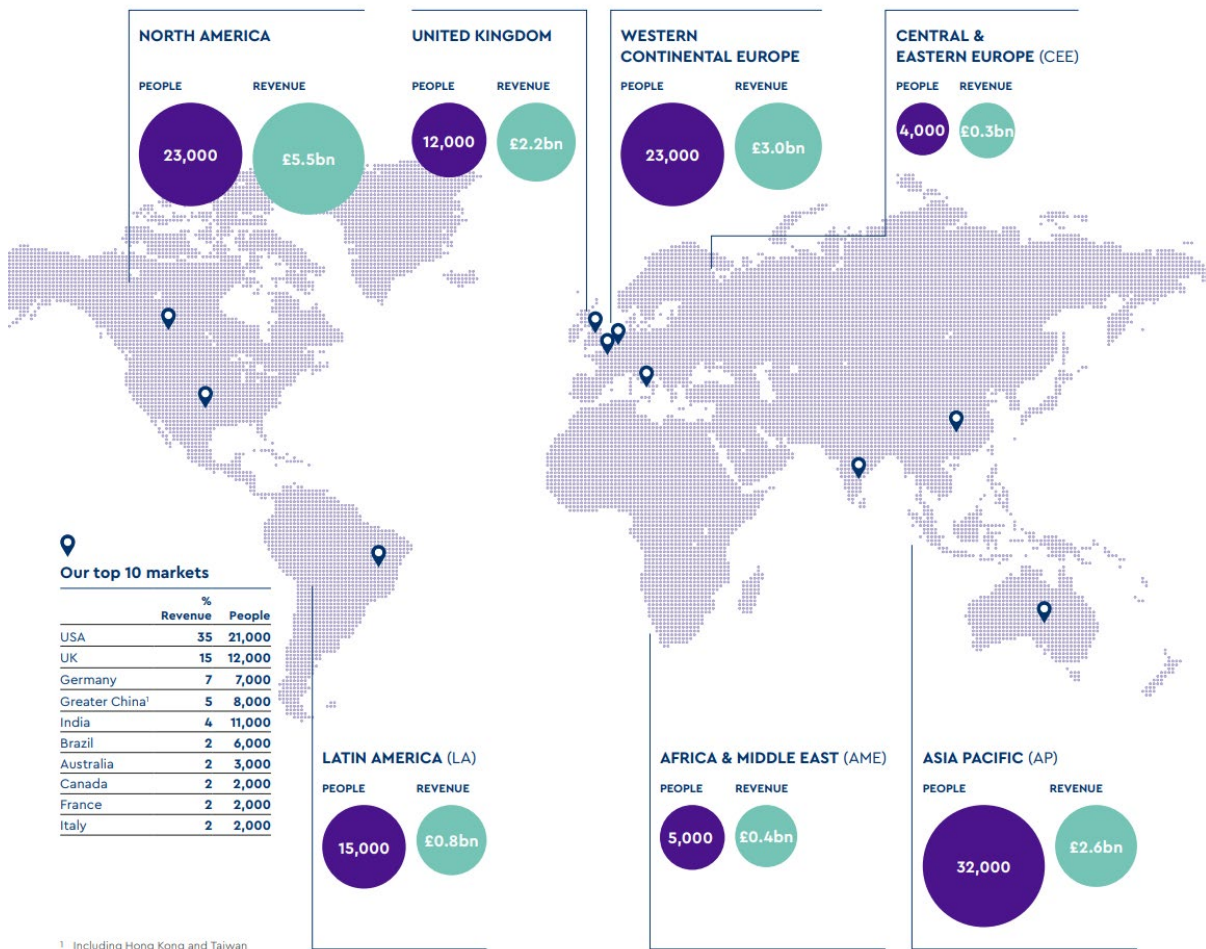 NORTH AMERICA
PEOPLE REVENUE
23,000 £5.5bn
UNITED KINGDOM
PEOPLE REVENUE
12,000 £2.2bn
WESTERN
CONTINENTAL EUROPE
PEOPLE REVENUE
23,000 £3.0bn
CENTRAL &
EASTERN EUROPE (CEE)
PEOPLE REVENUE
4,000 £0.3bn
Our top 10 markets
%
Revenue People
USA 35 21,000
UK 15 12,000
Germany 7 7,000
Greater China¹ 5 8,000
India 4 11,000
Brazil 2 6,000
Australia 2 3,000
Canada 2 2,000
France 2 2,000
Italy 2 2,000
LATIN AMERICA (LA)
PEOPLE REVENUE
15,000 £0.8bn
AFRICA & MIDDLE EAST (AME)
PEOPLE REVENUE
5,000 £0.4bn
ASIA PACIFIC (AP)
PEOPLE REVENUE
32,000 £2.6bn
¹ Including Hong Kong and Taiwan